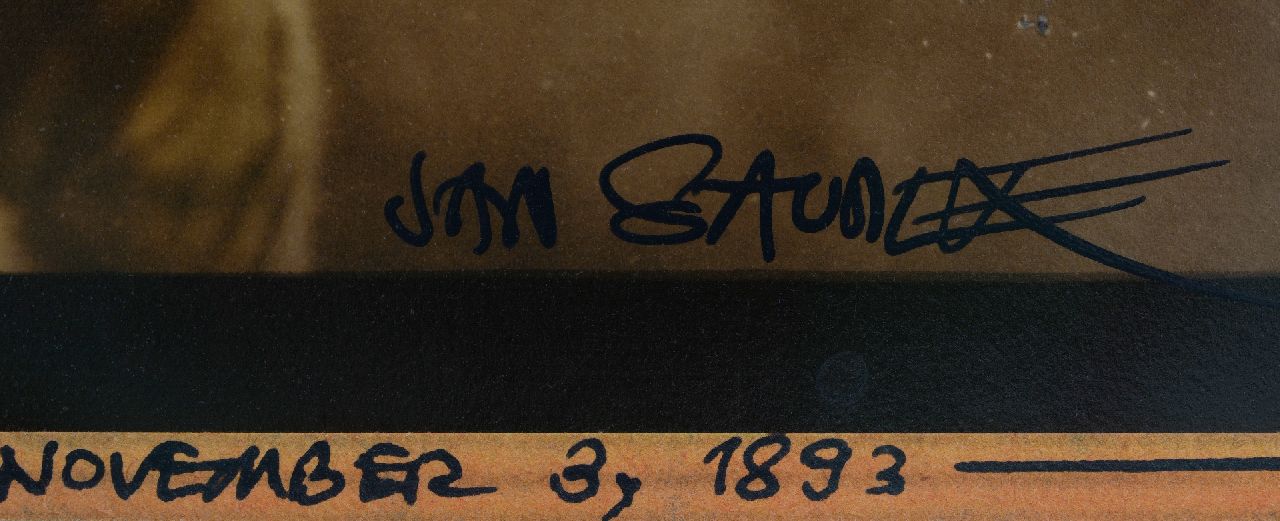 JAN SAUDEK
NOVEMBER 3, 1893